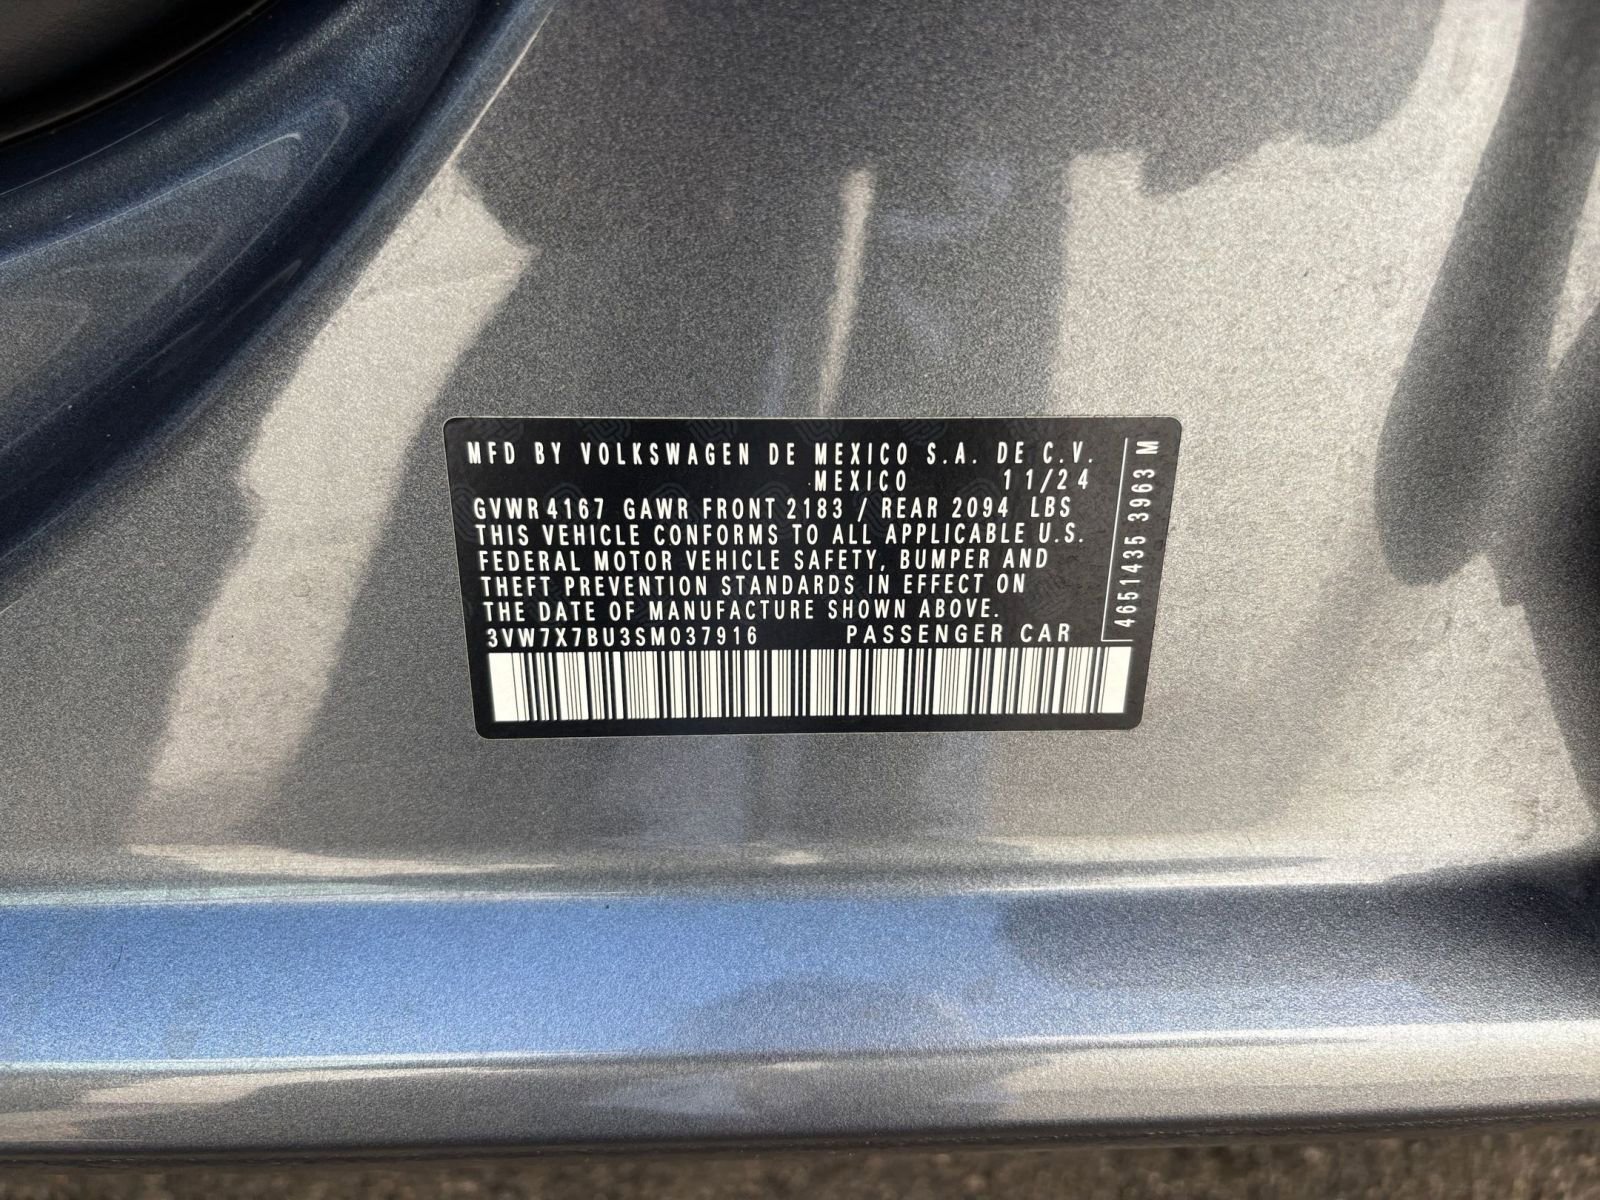 MFD BY VOLKSWAGEN DE MEXICO S.A. DE C.V.
MEXICO 11/24
GVWR 4167 GAWR FRONT 2183 / REAR 2094 LBS
THIS VEHICLE CONFORMS TO ALL APPLICABLE U.S.
FEDERAL MOTOR VEHICLE SAFETY, BUMPER AND
THEFT PREVENTION STANDARDS IN EFFECT ON
THE DATE OF MANUFACTURE SHOWN ABOVE.
3VW7X7BU3SM037916 PASSENGER CAR
4651435 3963 M